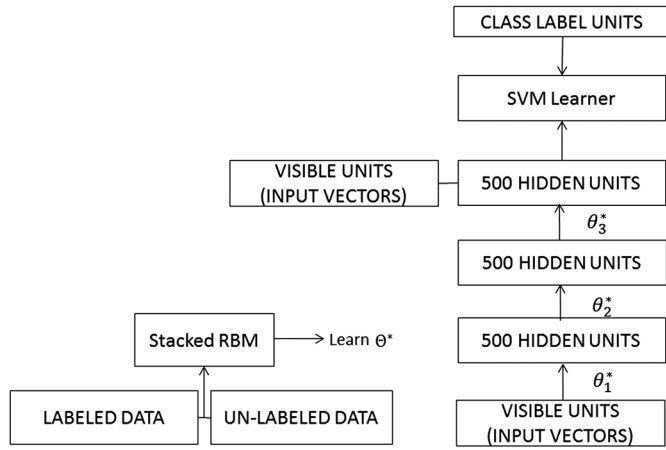 CLASS LABEL UNITS
SVM Learner
VISIBLE UNITS
(INPUT VECTORS)
500 HIDDEN UNITS
θ₃*
500 HIDDEN UNITS
θ₂*
Stacked RBM
Learn Θ*
500 HIDDEN UNITS
θ₁*
LABELED DATA
UN-LABELED DATA
VISIBLE UNITS
(INPUT VECTORS)